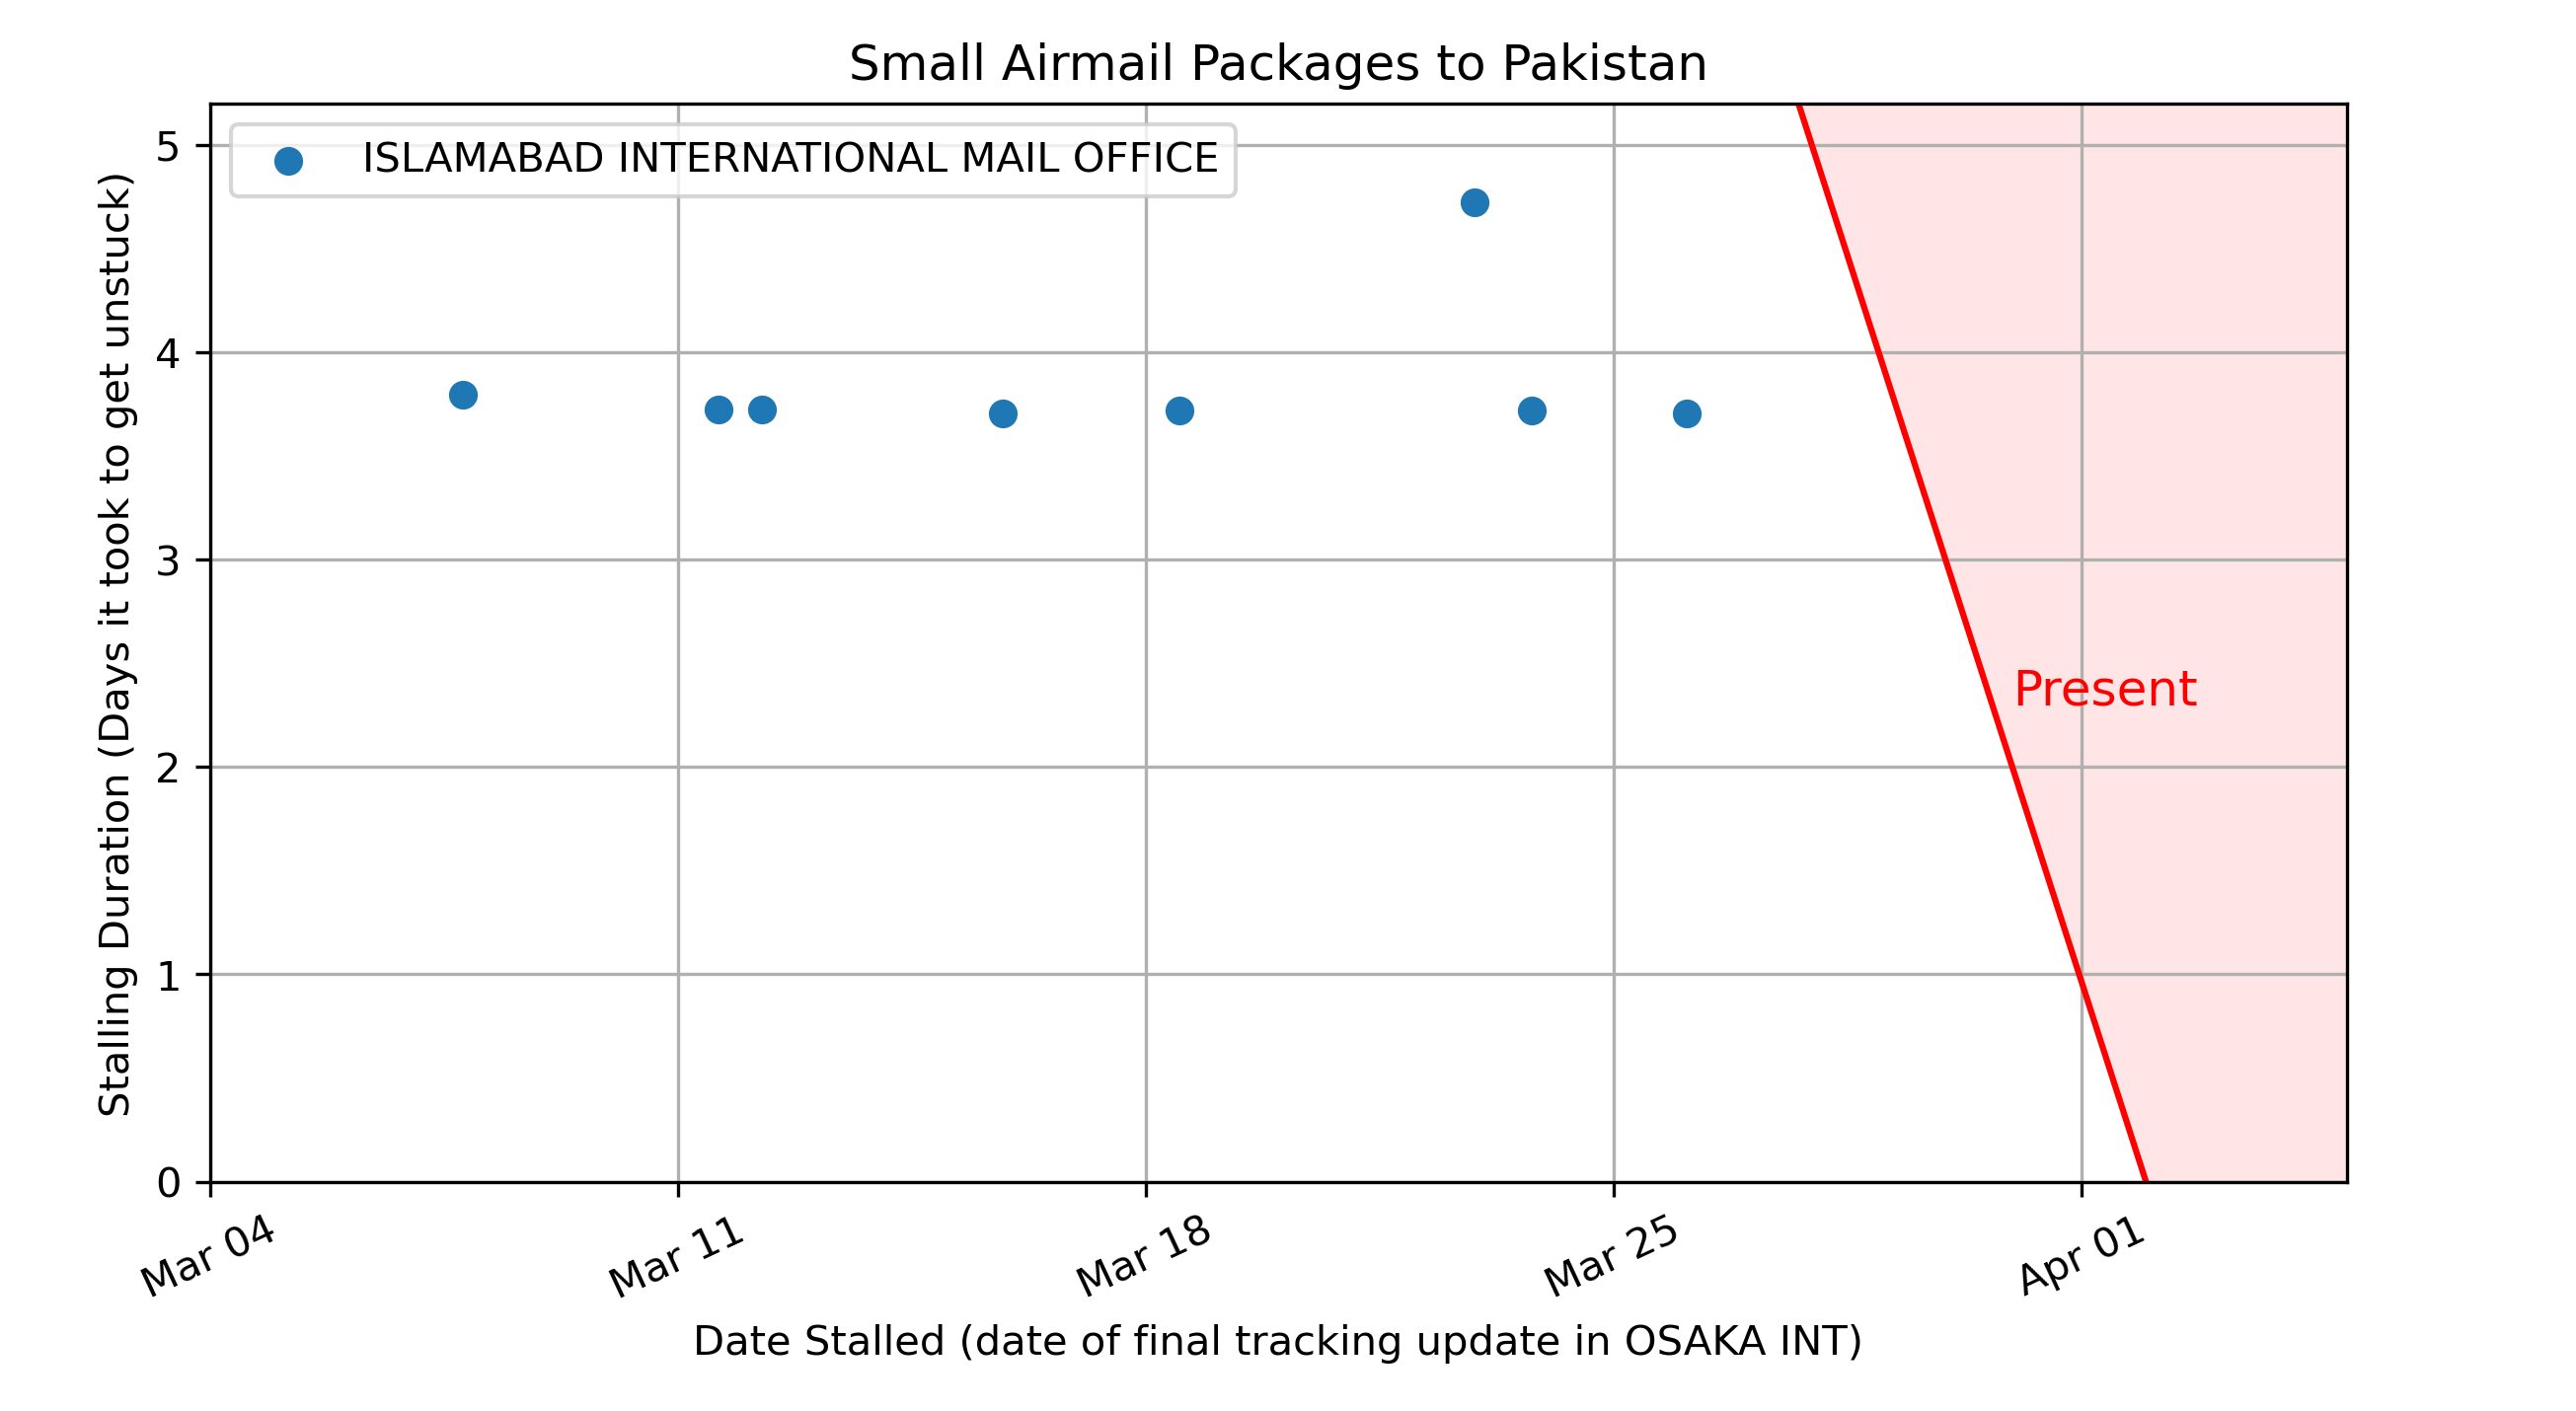 Small Airmail Packages to Pakistan
ISLAMABAD INTERNATIONAL MAIL OFFICE
Stalling Duration (Days it took to get unstuck)
5
4
3
2
1
0
Present
Mar 04
Mar 11
Mar 18
Mar 25
Apr 01
Date Stalled (date of final tracking update in OSAKA INT)